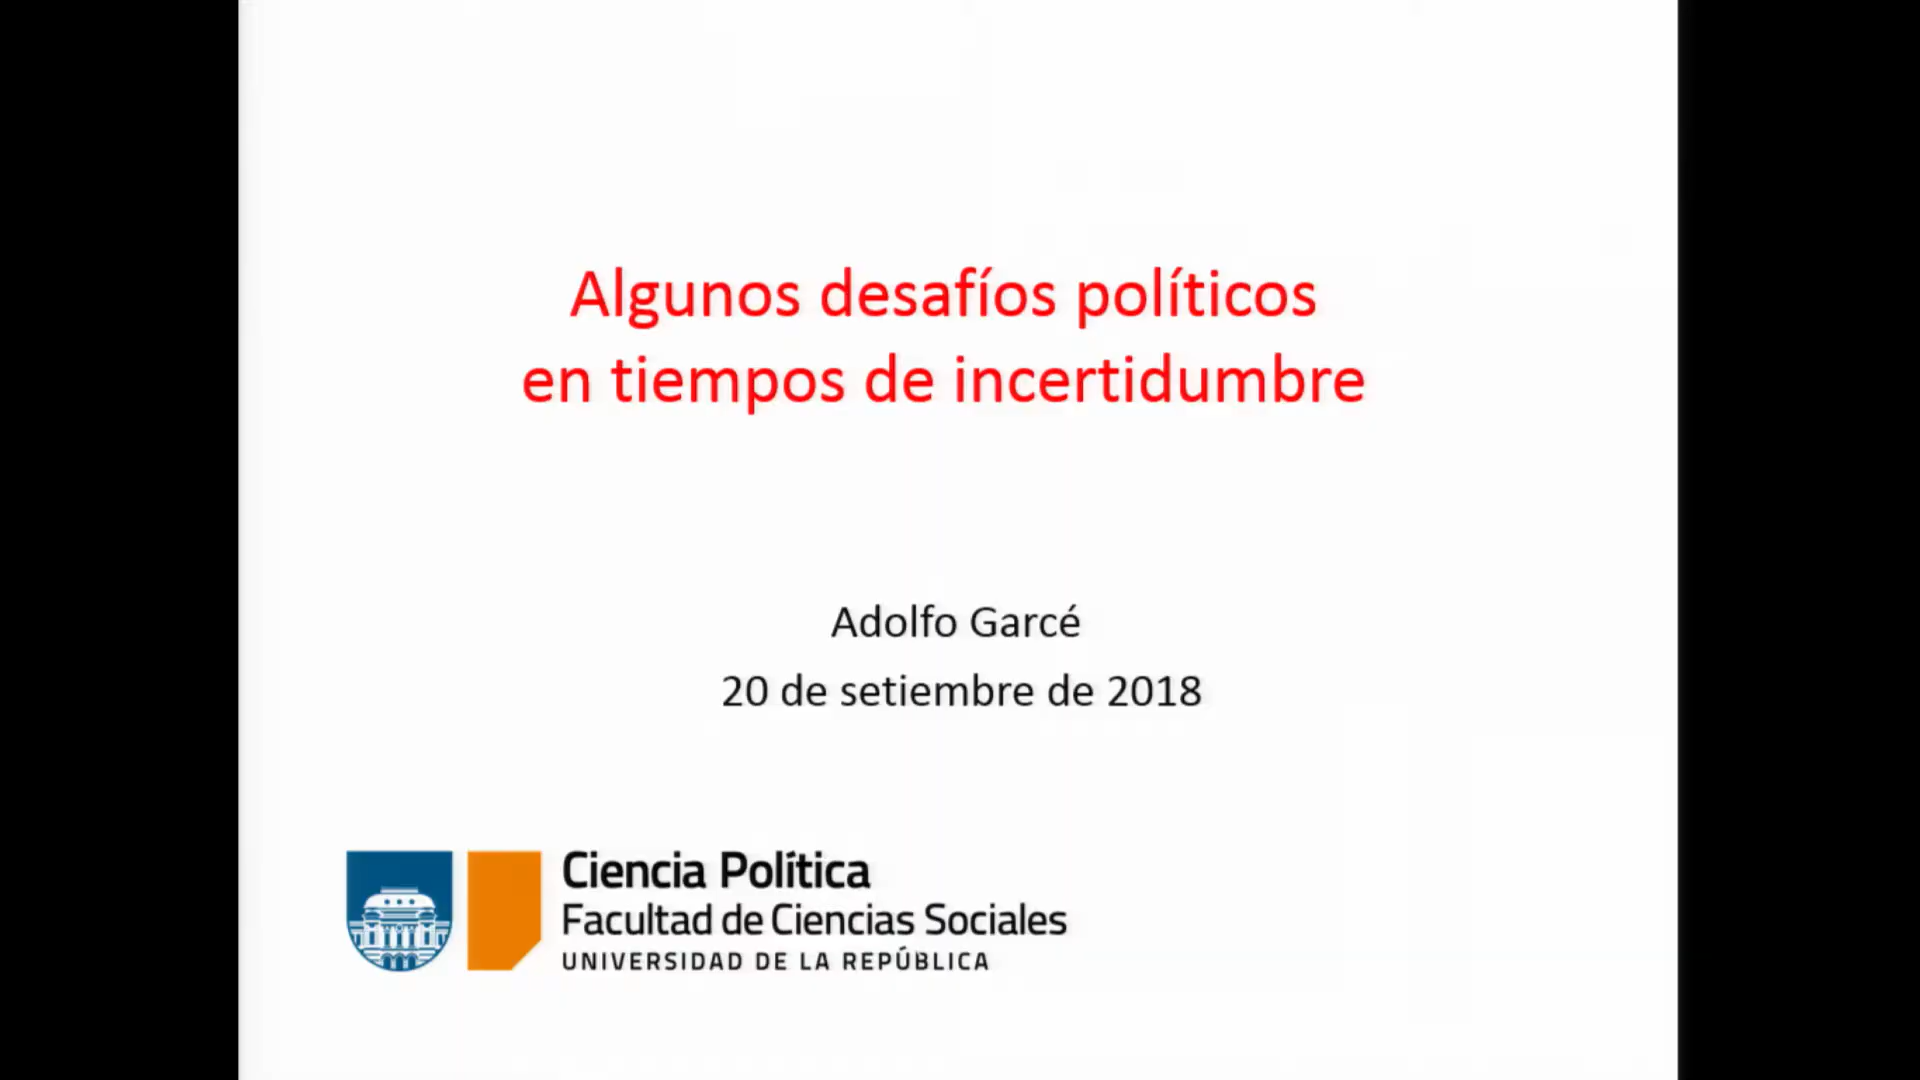 Algunos desafíos políticos
en tiempos de incertidumbre
Adolfo Garcé
20 de setiembre de 2018
Ciencia Política
Facultad de Ciencias Sociales
UNIVERSIDAD DE LA REPÚBLICA